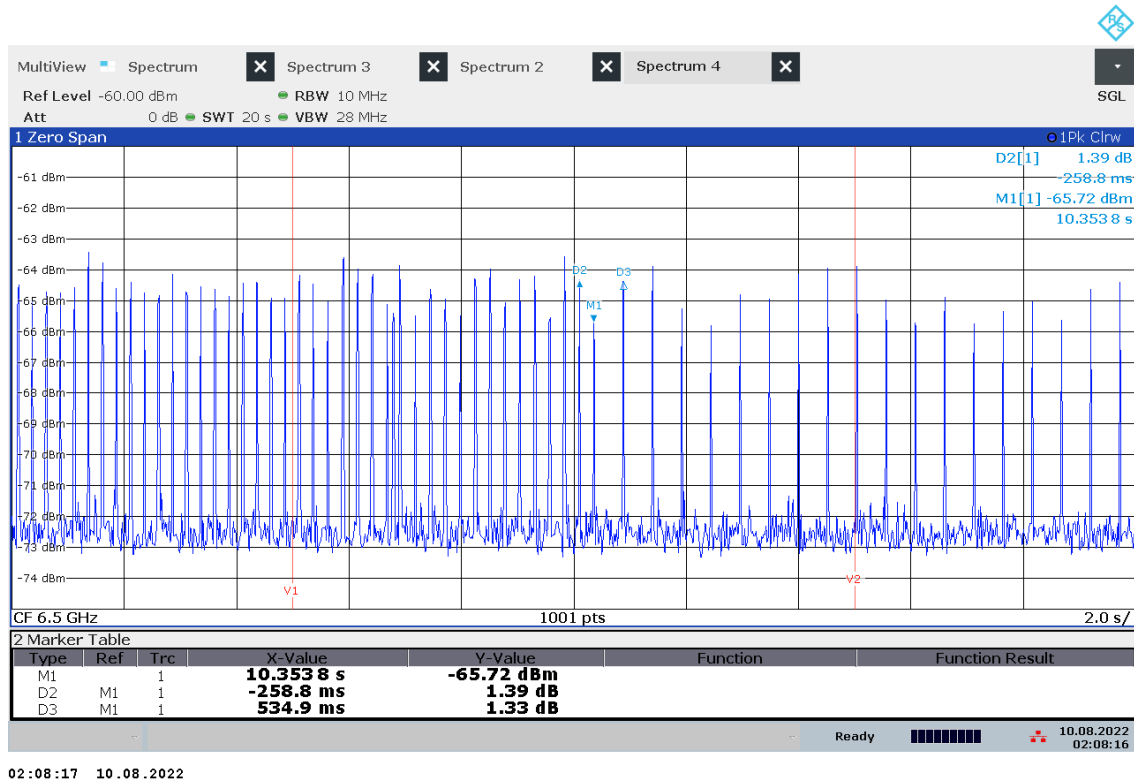 R&S
MultiView Spectrum Spectrum 3 Spectrum 2 Spectrum 4
Ref Level -60.00 dBm RBW 10 MHz SGL
Att 0 dB SWT 20 s VBW 28 MHz
1 Zero Span 1Pk Clrw
D2[1] 1.39 dB
-258.8 ms
M1[1] -65.72 dBm
10.3538 s
-61 dBm
-62 dBm
-63 dBm
-64 dBm
D2 D3
-65 dBm
M1
-66 dBm
-67 dBm
-68 dBm
-69 dBm
-70 dBm
-71 dBm
-72 dBm
-73 dBm
-74 dBm
V1 V2
CF 6.5 GHz 1001 pts 2.0 s/
2 Marker Table
Type Ref Trc X-Value Y-Value Function Function Result
M1 1 10.3538 s -65.72 dBm
D2 M1 1 -258.8 ms 1.39 dB
D3 M1 1 534.9 ms 1.33 dB
Ready 10.08.2022
02:08:16
02:08:17 10.08.2022